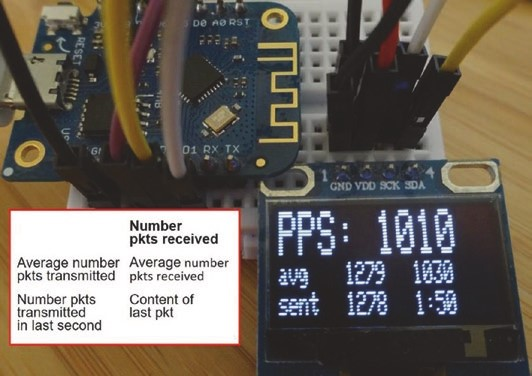 RESET
D0 A0 RST
RX TX
1 GND VDD SCK SDA 4
PPS: 1010
avg 1279 1030
sent 1278 1:50
Number
pkts received
Average number
pkts transmitted
Average number
pkts received
Number pkts
transmitted
in last second
Content of
last pkt